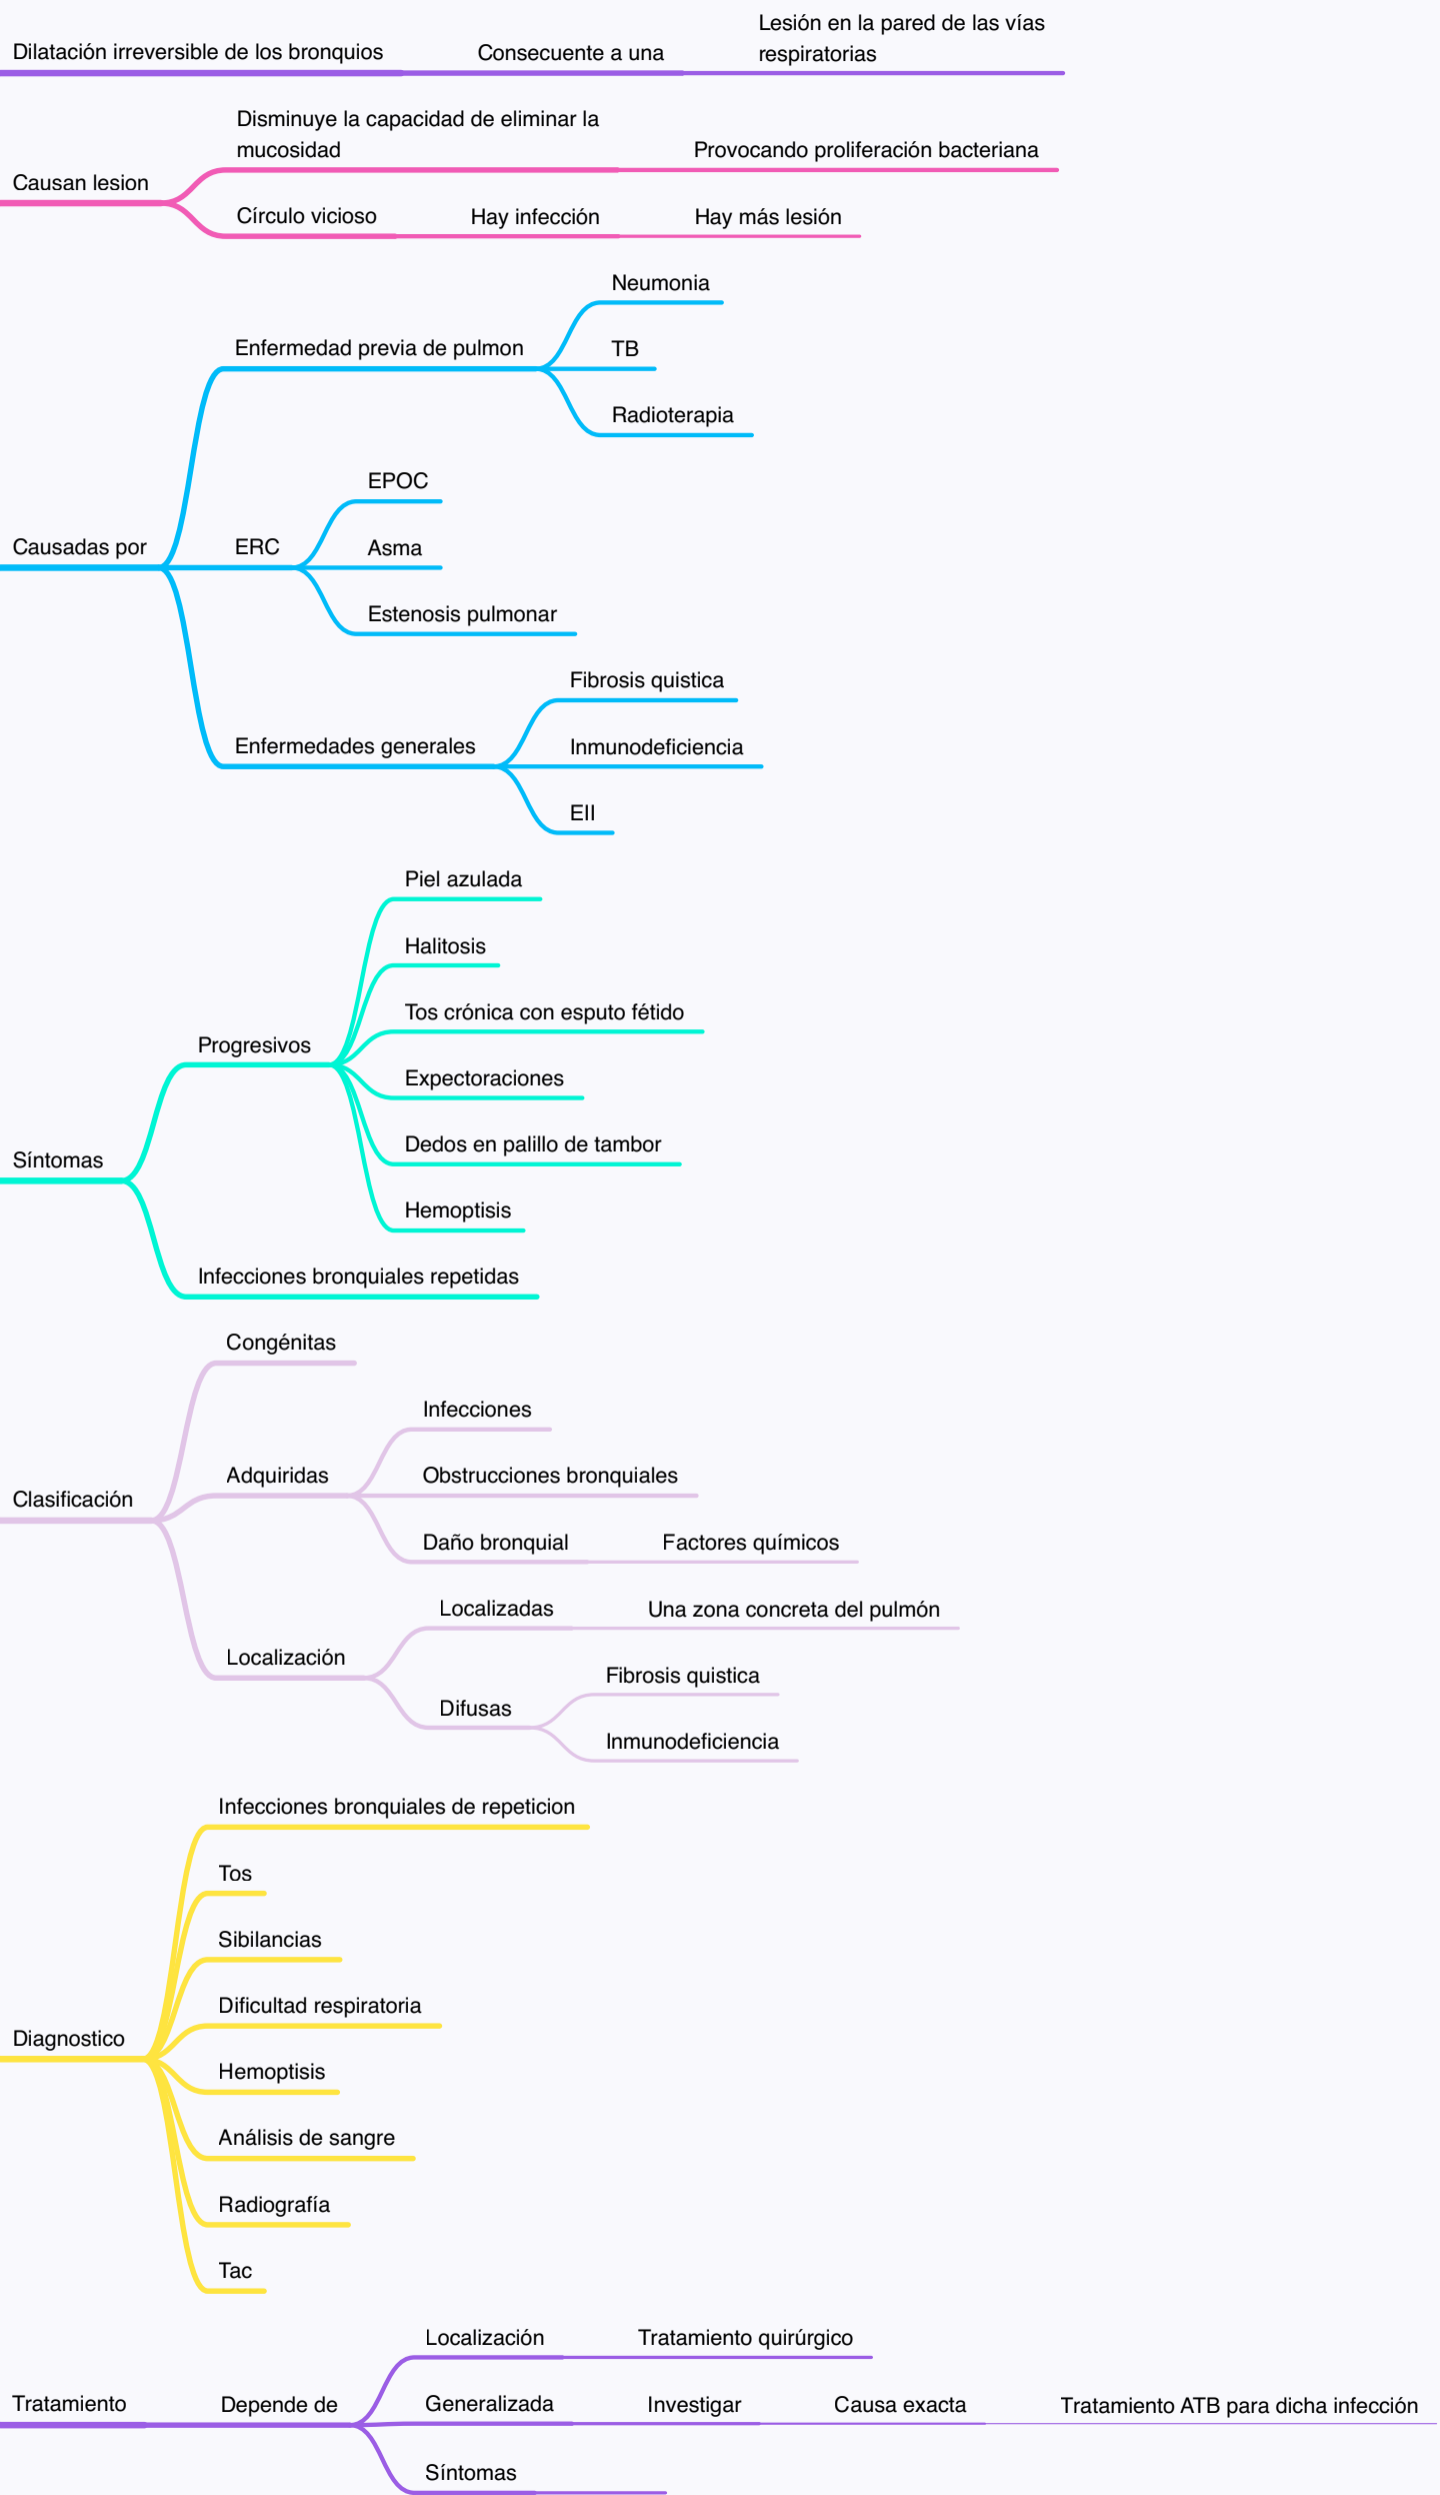 Dilatación irreversible de los bronquios
Consecuente a una
Lesión en la pared de las vías
respiratorias
Causan lesion
Disminuye la capacidad de eliminar la
mucosidad
Provocando proliferación bacteriana
Círculo vicioso
Hay infección
Hay más lesión
Causadas por
Enfermedad previa de pulmon
Neumonia
TB
Radioterapia
ERC
EPOC
Asma
Estenosis pulmonar
Enfermedades generales
Fibrosis quistica
Inmunodeficiencia
EII
Síntomas
Progresivos
Piel azulada
Halitosis
Tos crónica con esputo fétido
Expectoraciones
Dedos en palillo de tambor
Hemoptisis
Infecciones bronquiales repetidas
Clasificación
Congénitas
Adquiridas
Infecciones
Obstrucciones bronquiales
Daño bronquial
Factores químicos
Localización
Localizadas
Una zona concreta del pulmón
Difusas
Fibrosis quistica
Inmunodeficiencia
Diagnostico
Infecciones bronquiales de repeticion
Tos
Sibilancias
Dificultad respiratoria
Hemoptisis
Análisis de sangre
Radiografía
Tac
Tratamiento
Depende de
Localización
Tratamiento quirúrgico
Generalizada
Investigar
Causa exacta
Tratamiento ATB para dicha infección
Síntomas